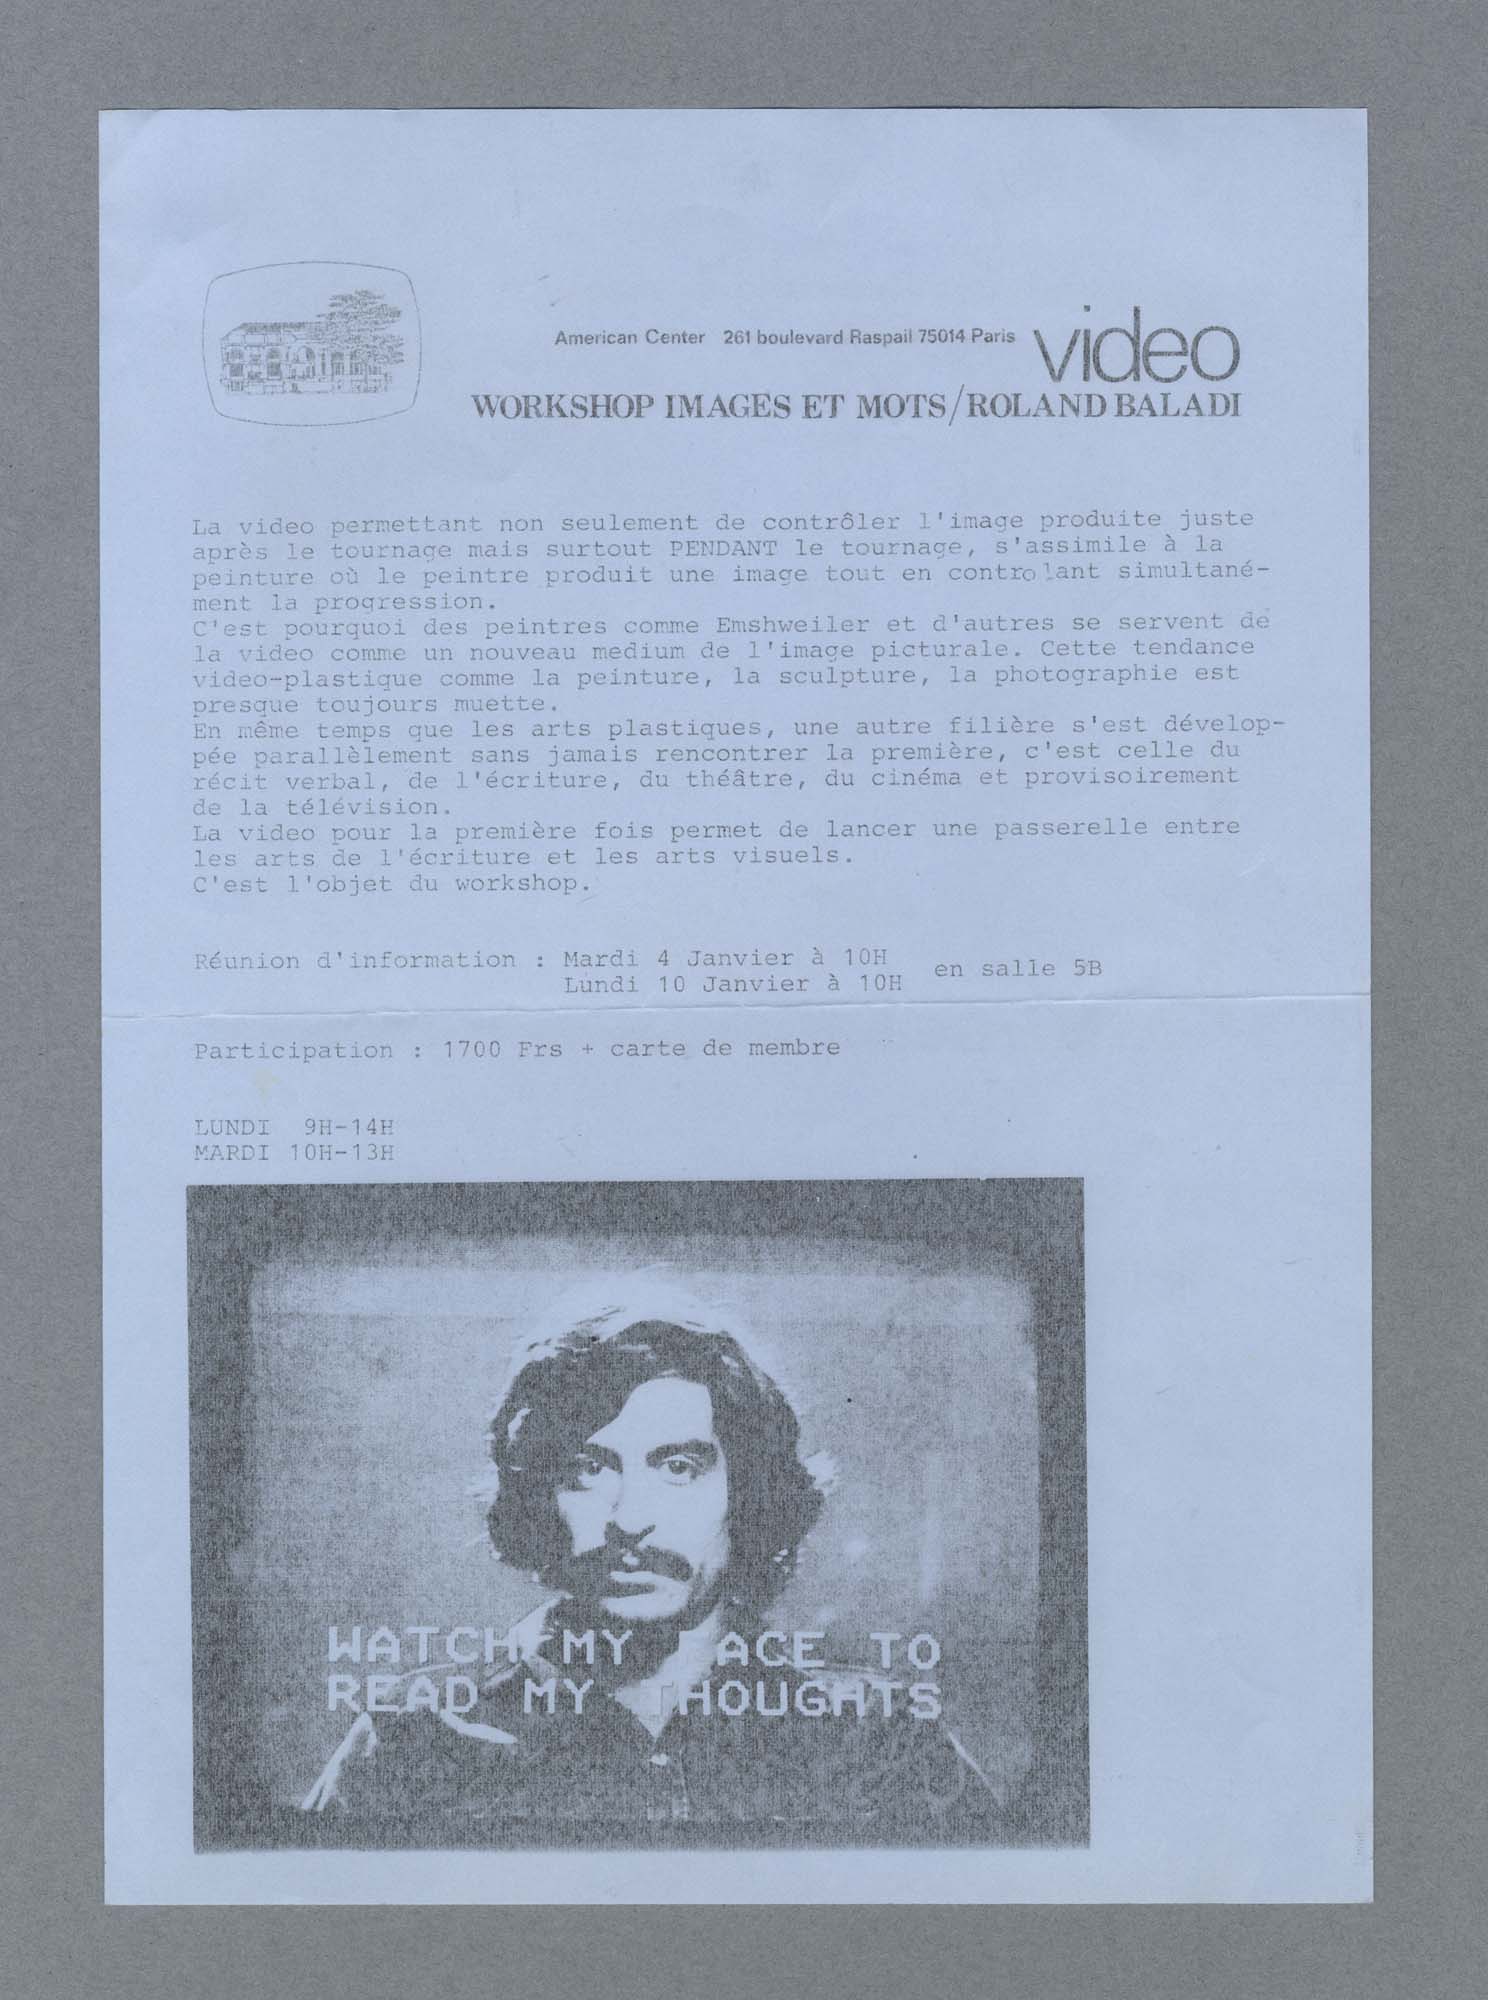 American Center 261 boulevard Raspail 75014 Paris video
WORKSHOP IMAGES ET MOTS/ROLAND BALADI
La video permettant non seulement de contrôler l'image produite juste
après le tournage mais surtout PENDANT le tournage, s'assimile à la
peinture où le peintre produit une image tout en controlant simultané-
ment la progression.
C'est pourquoi des peintres comme Emshweiler et d'autres se servent de
la video comme un nouveau medium de l'image picturale. Cette tendance
video-plastique comme la peinture, la sculpture, la photographie est
presque toujours muette.
En même temps que les arts plastiques, une autre filière s'est dévelop-
pée parallèlement sans jamais rencontrer la première, c'est celle du
récit verbal, de l'écriture, du théâtre, du cinéma et provisoirement
de la télévision.
La video pour la première fois permet de lancer une passerelle entre
les arts de l'écriture et les arts visuels.
C'est l'objet du workshop.
Réunion d'information : Mardi 4 Janvier à 10H
Lundi 10 Janvier à 10H en salle 5B
Participation : 1700 Frs + carte de membre
LUNDI 9H-14H
MARDI 10H-13H
WATCH MY FACE TO
READ MY THOUGHTS